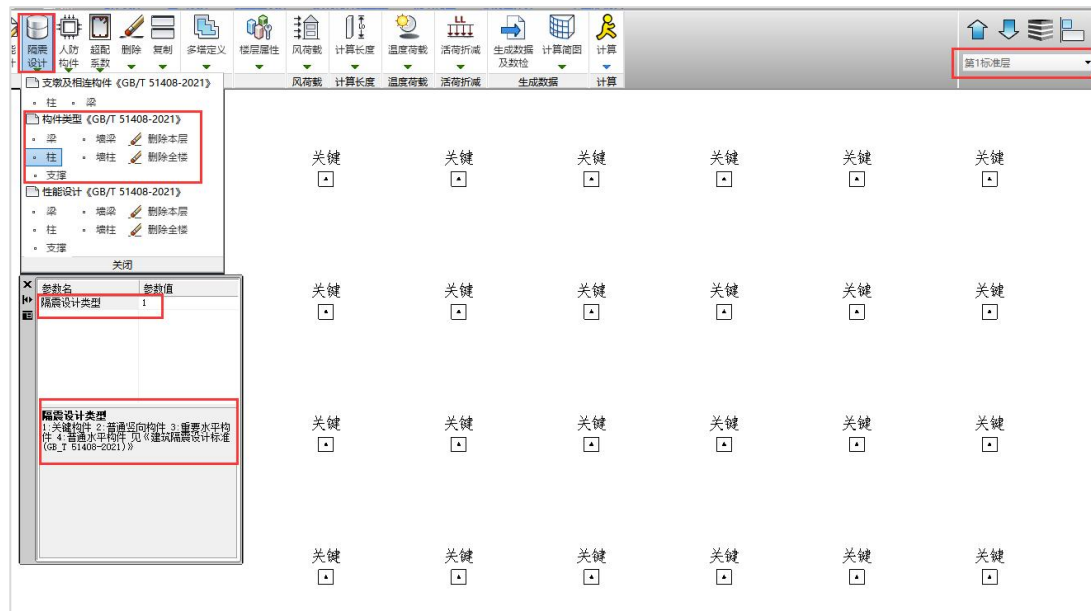 隔震设计 人防构件 超配系数 删除 复制 多塔定义 楼层属性 风荷载 计算长度 温度荷载 活荷折减 生成数据及数检 计算简图 计算
风荷载 计算长度 温度荷载 活荷折减 生成数据 计算
第1标准层
支墩及相连构件《GB/T 51408-2021》
柱 梁
构件类型《GB/T 51408-2021》
梁 墙梁 删除本层
柱 墙柱 删除全楼
支撑
性能设计《GB/T 51408-2021》
梁 墙梁 删除本层
柱 墙柱 删除全楼
支撑
关闭
参数名 参数值
隔震设计类型 1
隔震设计类型
1:关键构件 2:普通竖向构件 3:重要水平构
件 4:普通水平构件 见《建筑隔震设计标准
(GB_T 51408-2021)》
关键 关键 关键 关键 关键 关键
关键 关键 关键 关键 关键 关键
关键 关键 关键 关键 关键 关键
关键 关键 关键 关键 关键 关键